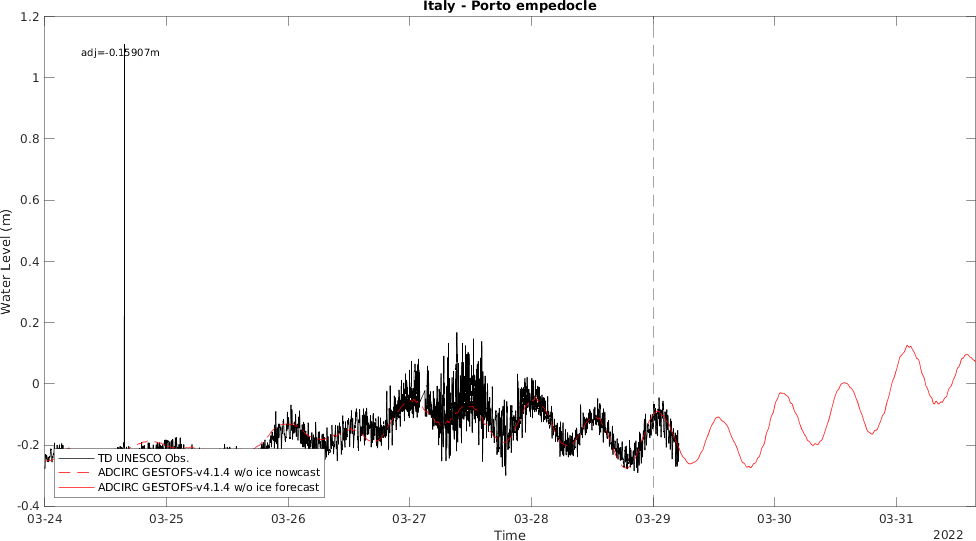 Italy - Porto empedocle
adj=-0.15907m
Water Level (m)
1.2
1
0.8
0.6
0.4
0.2
0
-0.2
-0.4
TD UNESCO Obs.
ADCIRC GESTOFS-v4.1.4 w/o ice nowcast
ADCIRC GESTOFS-v4.1.4 w/o ice forecast
03-24 03-25 03-26 03-27 03-28 03-29 03-30 03-31
Time
2022